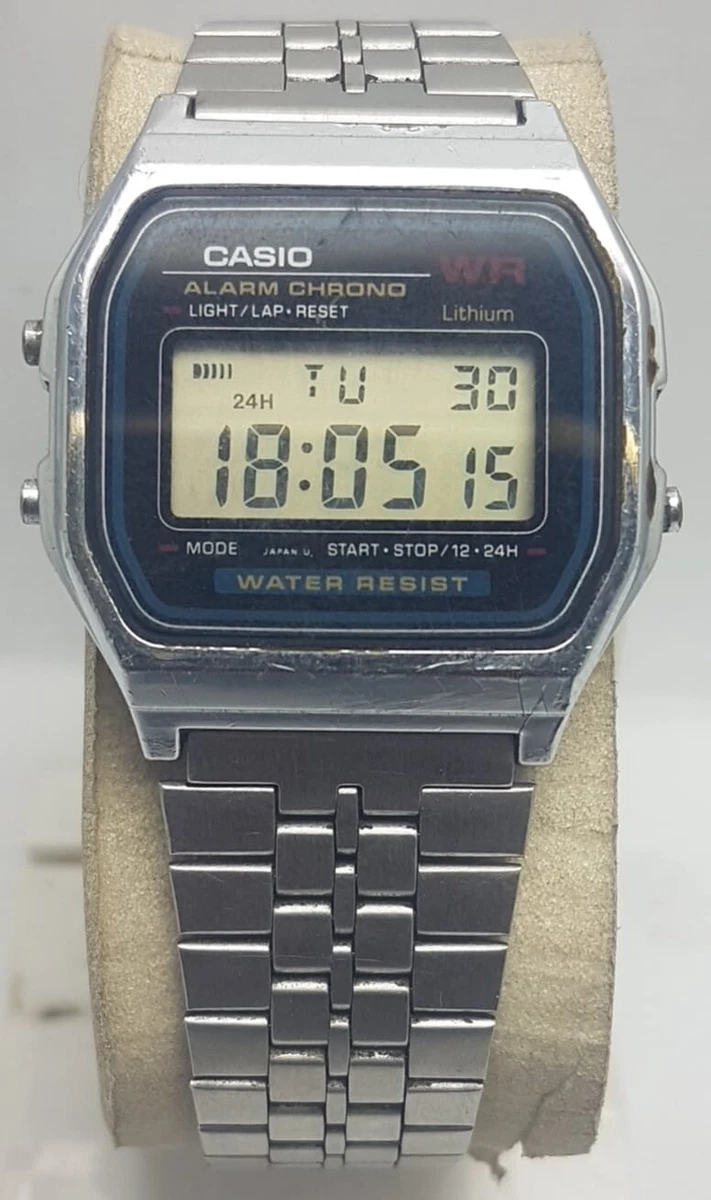 CASIO WR
ALARM CHRONO
LIGHT/LAP•RESET Lithium
24H TU 30
18:05 15
MODE JAPAN U, START•STOP/12•24H
WATER RESIST